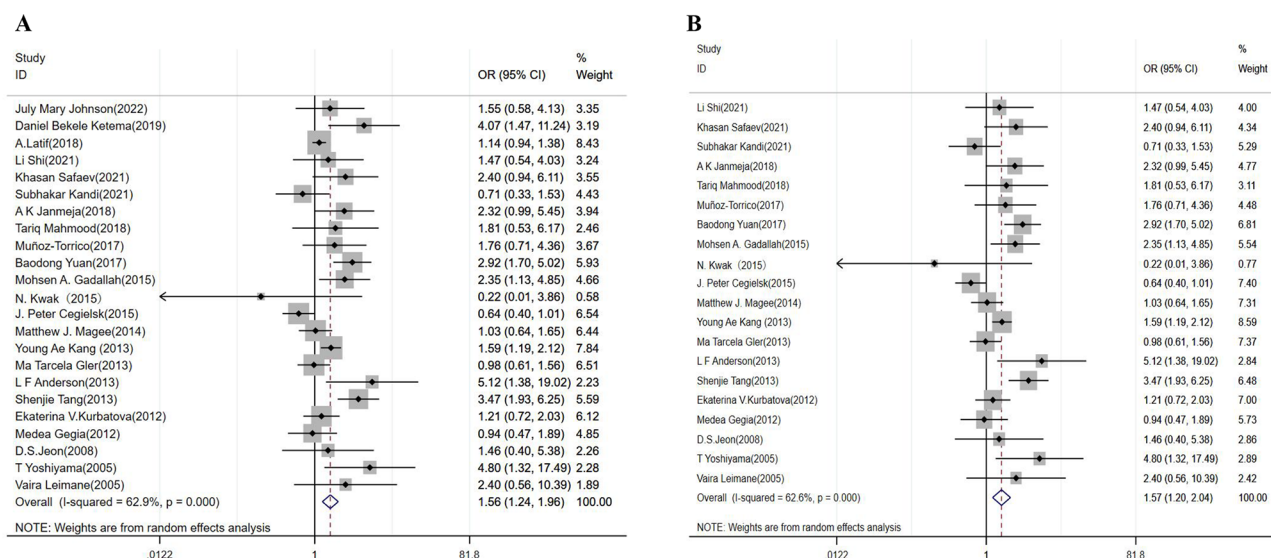 A
Study %
ID OR (95% CI) Weight
July Mary Johnson(2022) 1.55 (0.58, 4.13) 3.35
Daniel Bekele Ketema(2019) 4.07 (1.47, 11.24) 3.19
A.Latif(2018) 1.14 (0.94, 1.38) 8.43
Li Shi(2021) 1.47 (0.54, 4.03) 3.24
Khasan Safaev(2021) 2.40 (0.94, 6.11) 3.55
Subhakar Kandi(2021) 0.71 (0.33, 1.53) 4.43
A K Janmeja(2018) 2.32 (0.99, 5.45) 3.94
Tariq Mahmood(2018) 1.81 (0.53, 6.17) 2.46
Muñoz-Torrico(2017) 1.76 (0.71, 4.36) 3.67
Baodong Yuan(2017) 2.92 (1.70, 5.02) 5.93
Mohsen A. Gadallah(2015) 2.35 (1.13, 4.85) 4.66
N. Kwak（2015) 0.22 (0.01, 3.86) 0.58
J. Peter Cegielsk(2015) 0.64 (0.40, 1.01) 6.54
Matthew J. Magee(2014) 1.03 (0.64, 1.65) 6.44
Young Ae Kang (2013) 1.59 (1.19, 2.12) 7.84
Ma Tarcela Gler(2013) 0.98 (0.61, 1.56) 6.51
L F Anderson(2013) 5.12 (1.38, 19.02) 2.23
Shenjie Tang(2013) 3.47 (1.93, 6.25) 5.59
Ekaterina V.Kurbatova(2012) 1.21 (0.72, 2.03) 6.12
Medea Gegia(2012) 0.94 (0.47, 1.89) 4.85
D.S.Jeon(2008) 1.46 (0.40, 5.38) 2.26
T Yoshiyama(2005) 4.80 (1.32, 17.49) 2.28
Vaira Leimane(2005) 2.40 (0.56, 10.39) 1.89
Overall (I-squared = 62.9%, p = 0.000) 1.56 (1.24, 1.96) 100.00
NOTE: Weights are from random effects analysis
.0122 1 81.8
B
Study %
ID OR (95% CI) Weight
Li Shi(2021) 1.47 (0.54, 4.03) 4.00
Khasan Safaev(2021) 2.40 (0.94, 6.11) 4.34
Subhakar Kandi(2021) 0.71 (0.33, 1.53) 5.29
A K Janmeja(2018) 2.32 (0.99, 5.45) 4.77
Tariq Mahmood(2018) 1.81 (0.53, 6.17) 3.11
Muñoz-Torrico(2017) 1.76 (0.71, 4.36) 4.48
Baodong Yuan(2017) 2.92 (1.70, 5.02) 6.81
Mohsen A. Gadallah(2015) 2.35 (1.13, 4.85) 5.54
N. Kwak（2015) 0.22 (0.01, 3.86) 0.77
J. Peter Cegielsk(2015) 0.64 (0.40, 1.01) 7.40
Matthew J. Magee(2014) 1.03 (0.64, 1.65) 7.31
Young Ae Kang (2013) 1.59 (1.19, 2.12) 8.59
Ma Tarcela Gler(2013) 0.98 (0.61, 1.56) 7.37
L F Anderson(2013) 5.12 (1.38, 19.02) 2.84
Shenjie Tang(2013) 3.47 (1.93, 6.25) 6.48
Ekaterina V.Kurbatova(2012) 1.21 (0.72, 2.03) 7.00
Medea Gegia(2012) 0.94 (0.47, 1.89) 5.73
D.S.Jeon(2008) 1.46 (0.40, 5.38) 2.86
T Yoshiyama(2005) 4.80 (1.32, 17.49) 2.89
Vaira Leimane(2005) 2.40 (0.56, 10.39) 2.42
Overall (I-squared = 62.6%, p = 0.000) 1.57 (1.20, 2.04) 100.00
NOTE: Weights are from random effects analysis
.0122 1 81.8